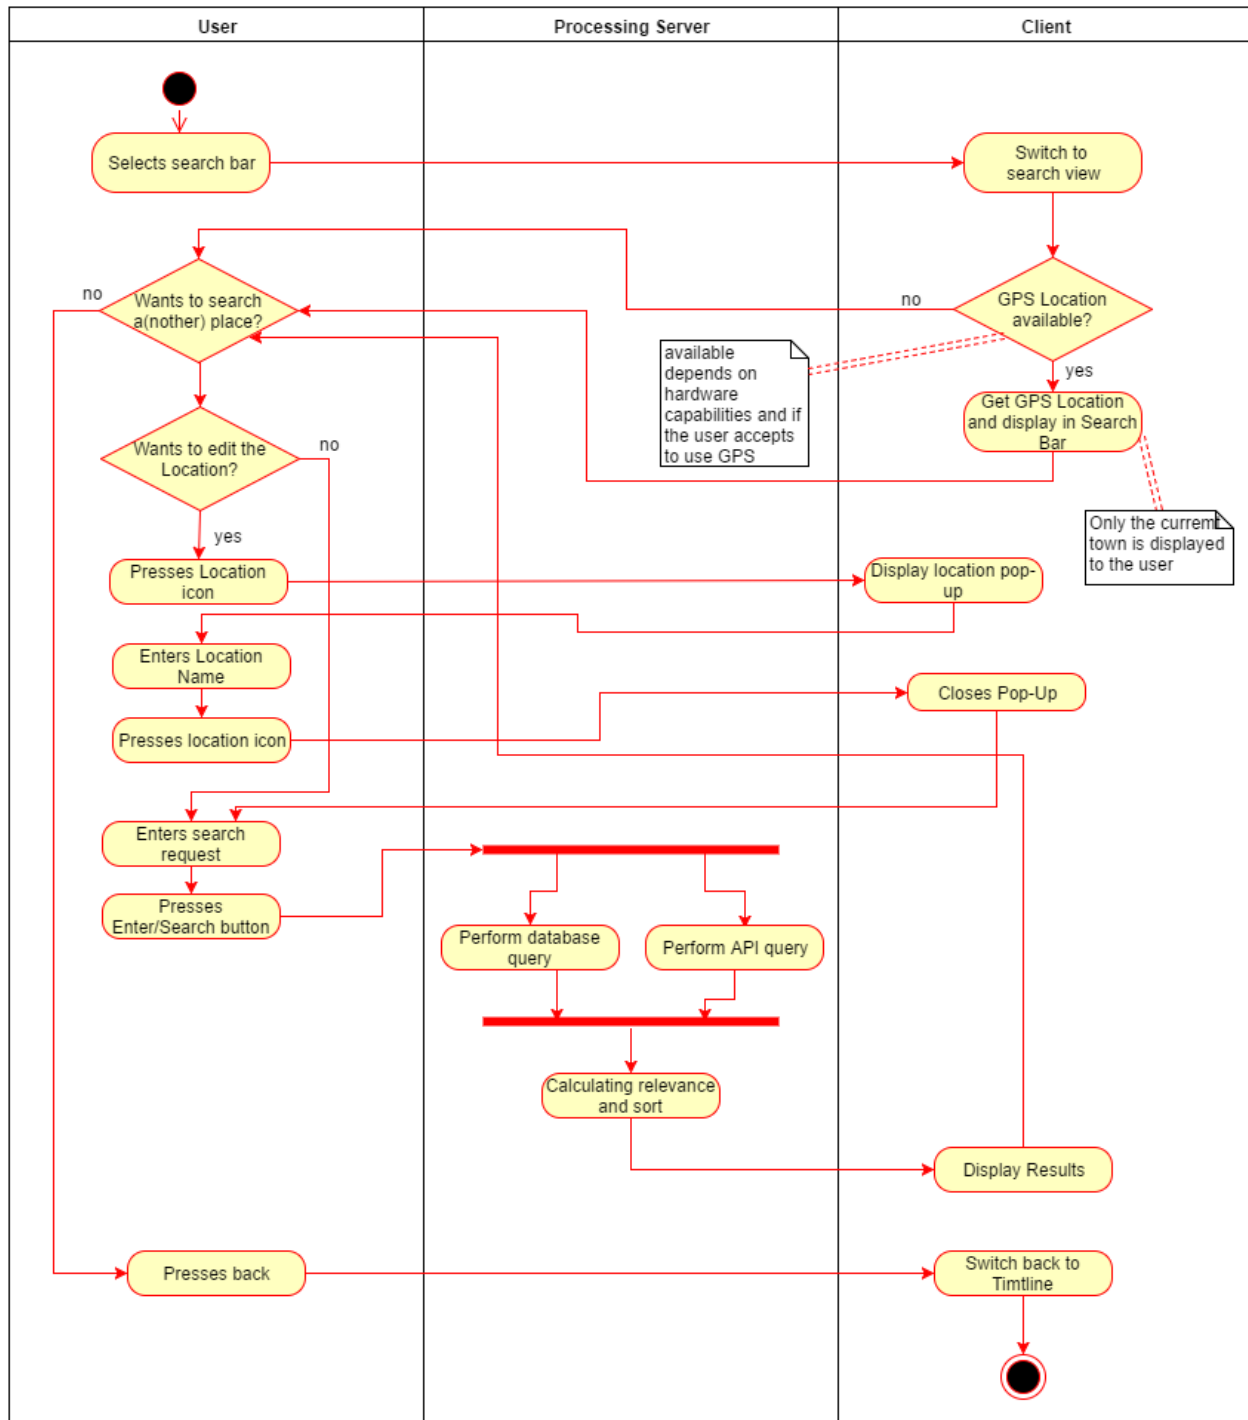 User
Processing Server
Client
Selects search bar
Switch to
search view
Wants to search
a(nother) place?
no
GPS Location
available?
no
yes
available
depends on
hardware
capabilities and if
the user accepts
to use GPS
Get GPS Location
and display in Search
Bar
Wants to edit the
Location?
no
yes
Only the curremt
town is displayed
to the user
Presses Location
icon
Display location pop-
up
Enters Location
Name
Closes Pop-Up
Presses location icon
Enters search
request
Presses
Enter/Search button
Perform database
query
Perform API query
Calculating relevance
and sort
Display Results
Presses back
Switch back to
Timtline